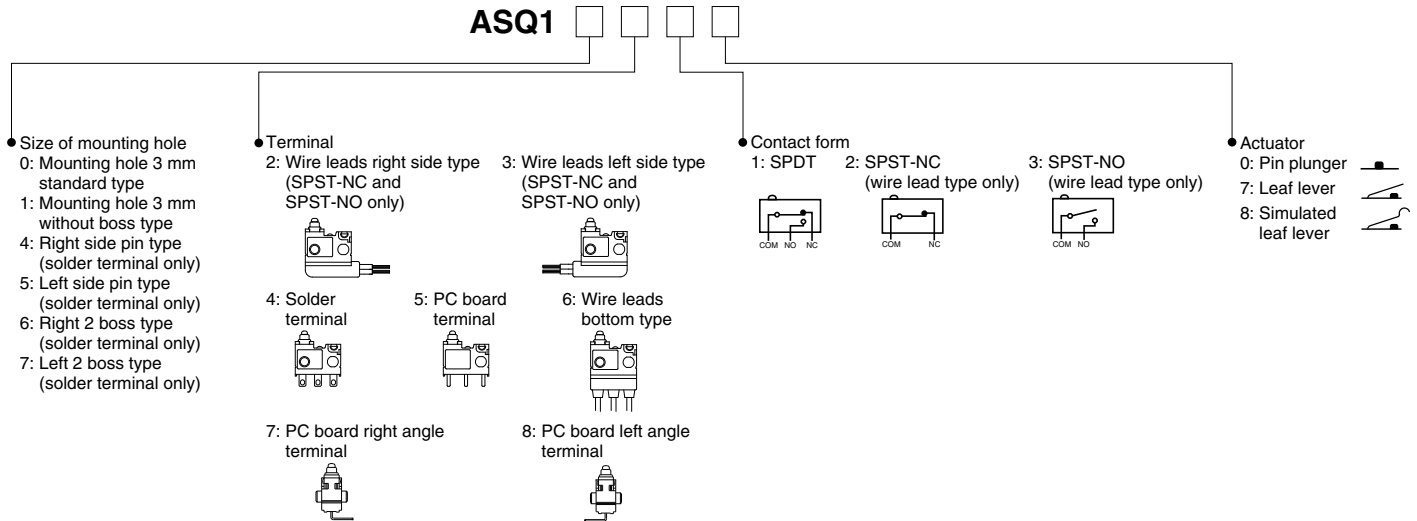 ASQ1
Size of mounting hole
0: Mounting hole 3 mm
standard type
1: Mounting hole 3 mm
without boss type
4: Right side pin type
(solder terminal only)
5: Left side pin type
(solder terminal only)
6: Right 2 boss type
(solder terminal only)
7: Left 2 boss type
(solder terminal only)
Terminal
2: Wire leads right side type
(SPST-NC and
SPST-NO only)
3: Wire leads left side type
(SPST-NC and
SPST-NO only)
4: Solder
terminal
5: PC board
terminal
6: Wire leads
bottom type
7: PC board right angle
terminal
8: PC board left angle
terminal
Contact form
1: SPDT
COM NO NC
2: SPST-NC
(wire lead type only)
COM NC
3: SPST-NO
(wire lead type only)
COM NO
Actuator
0: Pin plunger
7: Leaf lever
8: Simulated
leaf lever